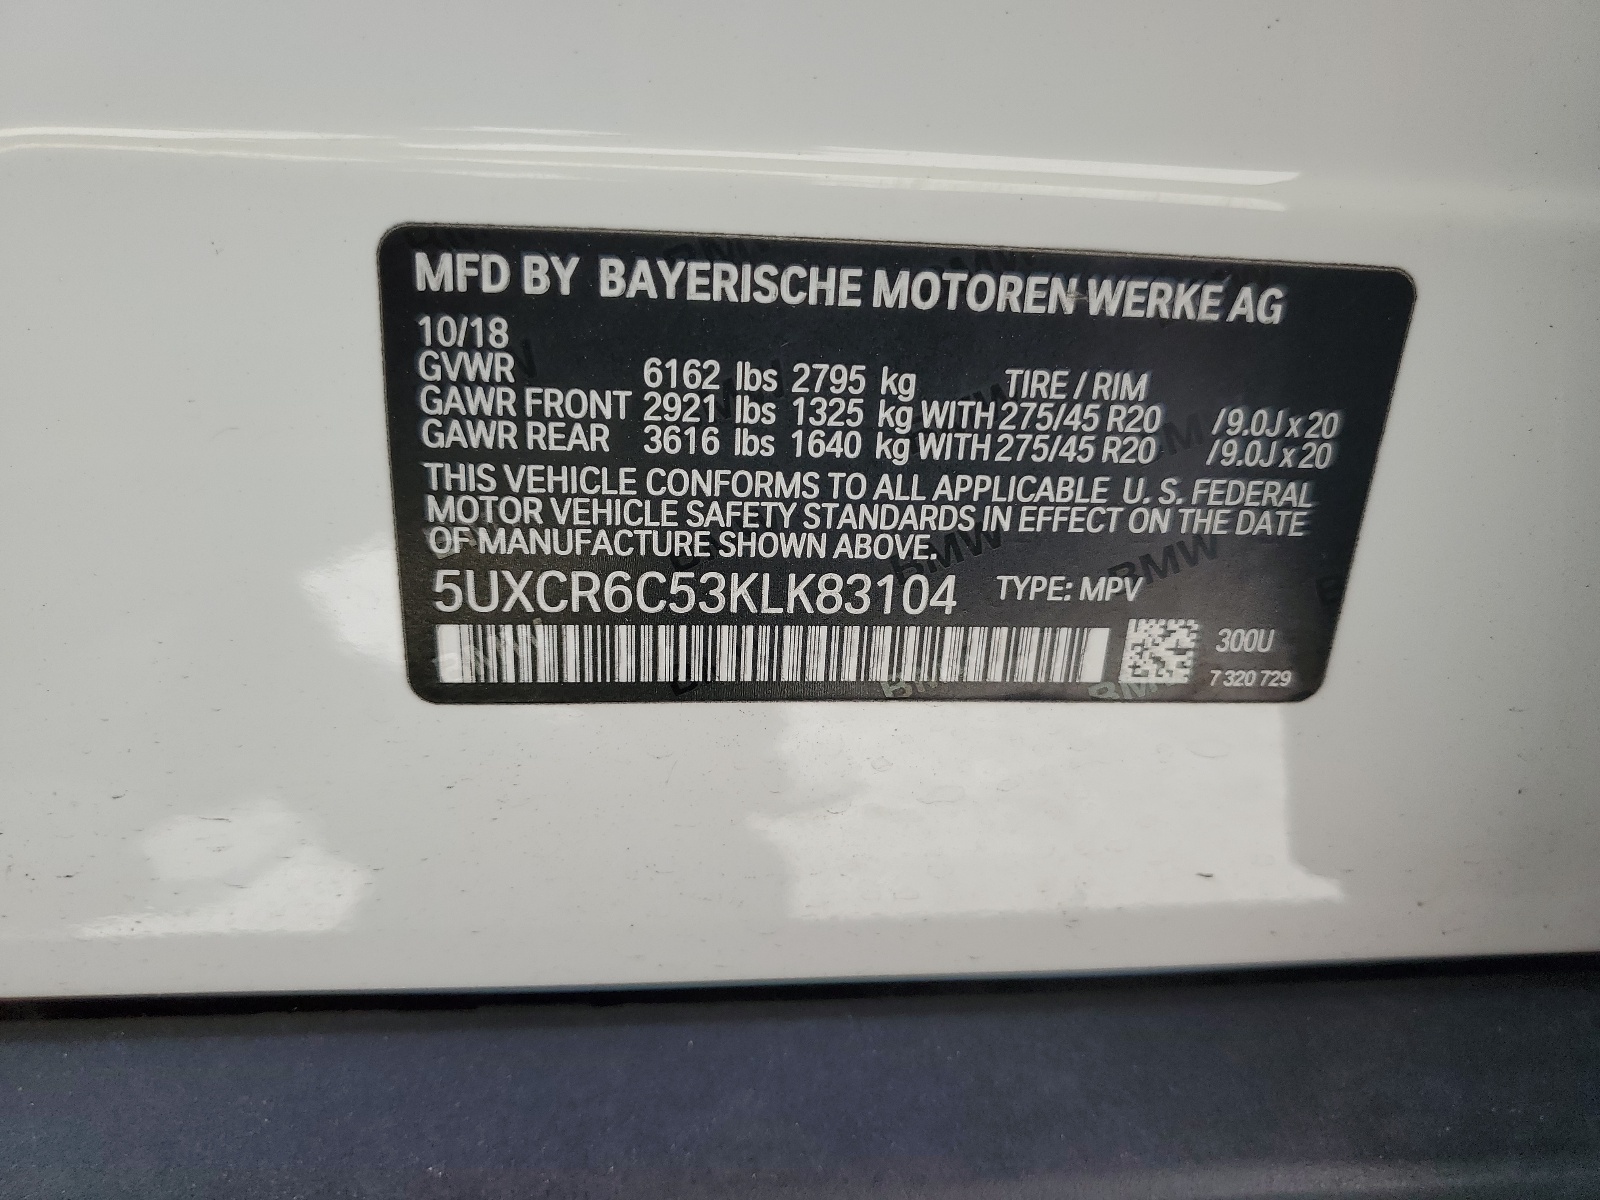 MFD BY BAYERISCHE MOTOREN WERKE AG
10/18
GVWR 6162 lbs 2795 kg TIRE / RIM
GAWR FRONT 2921 lbs 1325 kg WITH 275/45 R20 /9.0J x 20
GAWR REAR 3616 lbs 1640 kg WITH 275/45 R20 /9.0J x 20
THIS VEHICLE CONFORMS TO ALL APPLICABLE U. S. FEDERAL
MOTOR VEHICLE SAFETY STANDARDS IN EFFECT ON THE DATE
OF MANUFACTURE SHOWN ABOVE.
5UXCR6C53KLK83104 TYPE: MPV
300U
7 320 729